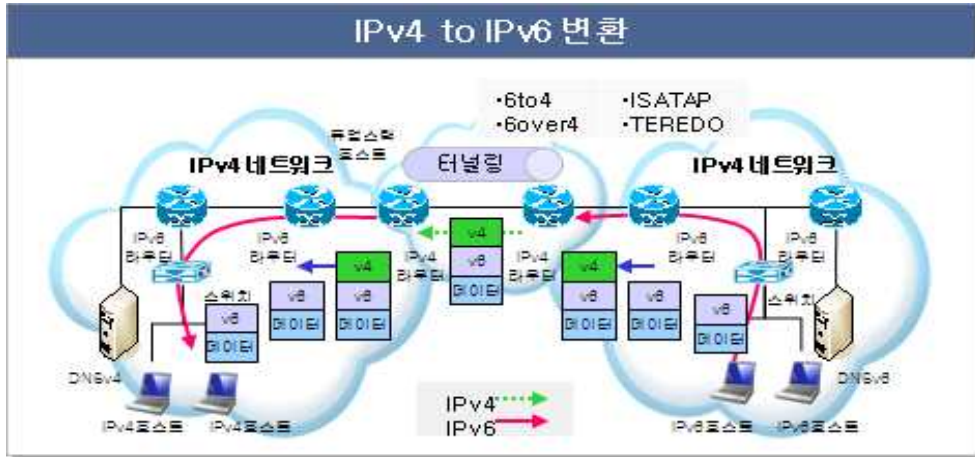 IPv4 to IPv6 변환
•6to4 •ISATAP
•6over4 •TEREDO
듀얼스택
호스트
터널링
IPv4 네트워크
IPv4 네트워크
IPv6
라우터
IPv6
라우터
IPv4
라우터
IPv4
라우터
IPv6
라우터
IPv6
라우터
v4
v6
데이터
v4
v6
데이터
v6
데이터
스위치
v6
데이터
v4
v6
데이터
v6
데이터
v6
데이터
스위치
DNSv4
DNSv6
IPv4호스트
IPv4호스트
IPv6호스트
IPv6호스트
IPv4
IPv6